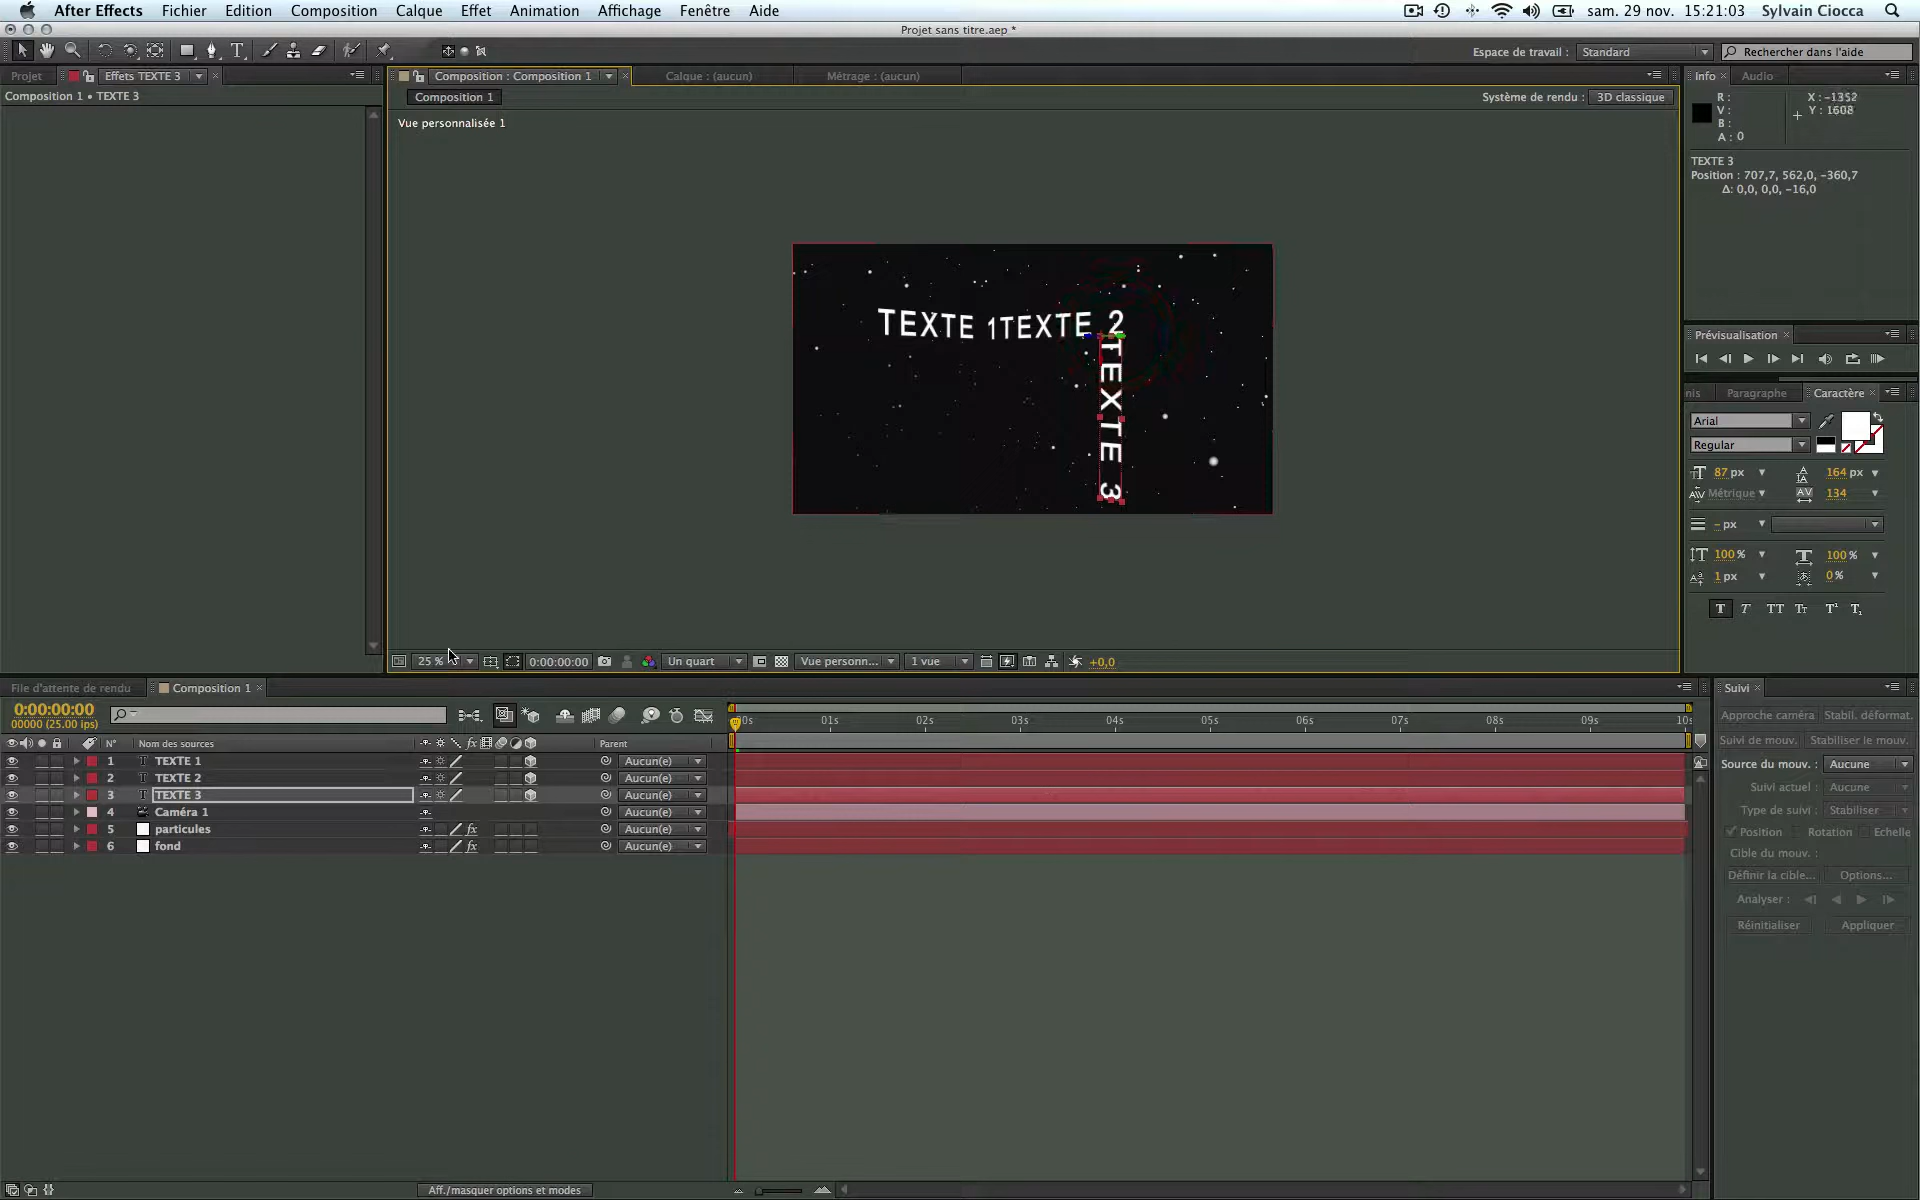 After Effects Fichier Edition Composition Calque Effet Animation Affichage Fenêtre Aide sam. 29 nov. 15:21:03 Sylvain Ciocca
Projet sans titre.aep *
Espace de travail : Standard Rechercher dans l'aide
Projet Effets TEXTE 3 Composition : Composition 1 Calque : (aucun) Métrage : (aucun) Info Audio
Composition 1 • TEXTE 3
Composition 1 Système de rendu : 3D classique
Vue personnalisée 1
R :
V :
B :
A : 0
X : -1352
Y : 1608
TEXTE 3
Position : 707,7, 562,0, -360,7
Δ: 0,0, 0,0, -16,0
TEXTE 1TEXTE 2
TEXTE 3
Prévisualisation
Paragraphe Caractère
Arial
Regular
87 px 164 px
Métrique 134
- px
100 % 100 %
1 px 0 %
T T TT Tt T¹ T₁
25 % 0:00:00:00 Un quart Vue personn... 1 vue +0,0
File d'attente de rendu Composition 1 Suivi
0:00:00:00
00000 (25.00 ips)
0s 01s 02s 03s 04s 05s 06s 07s 08s 09s 10s
N° Nom des sources fx Parent
1 TEXTE 1 Aucun(e)
2 TEXTE 2 Aucun(e)
3 TEXTE 3 Aucun(e)
4 Caméra 1 Aucun(e)
5 particules fx Aucun(e)
6 fond fx Aucun(e)
Approche caméra Stabil. déformat.
Suivi de mouv. Stabiliser le mouv.
Source du mouv. : Aucune
Suivi actuel : Aucune
Type de suivi : Stabiliser
Position Rotation Echelle
Cible du mouv. :
Définir la cible... Options...
Analyser :
Réinitialiser Appliquer
Aff./masquer options et modes